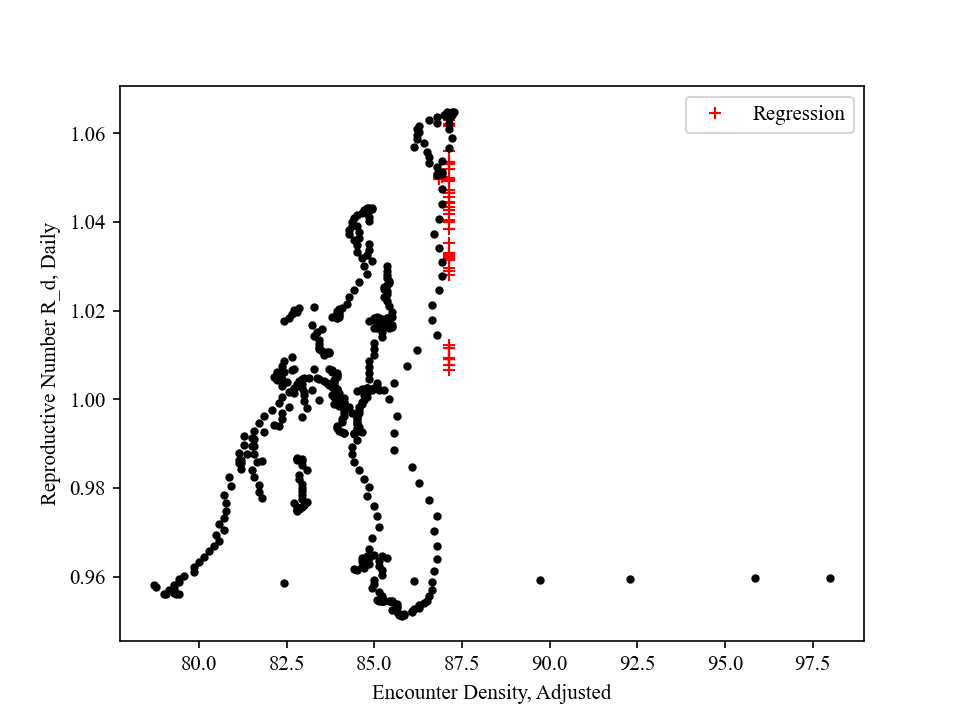 Regression
1.06
1.04
1.02
1.00
0.98
0.96
Reproductive Number R_d, Daily
80.0 82.5 85.0 87.5 90.0 92.5 95.0 97.5
Encounter Density, Adjusted